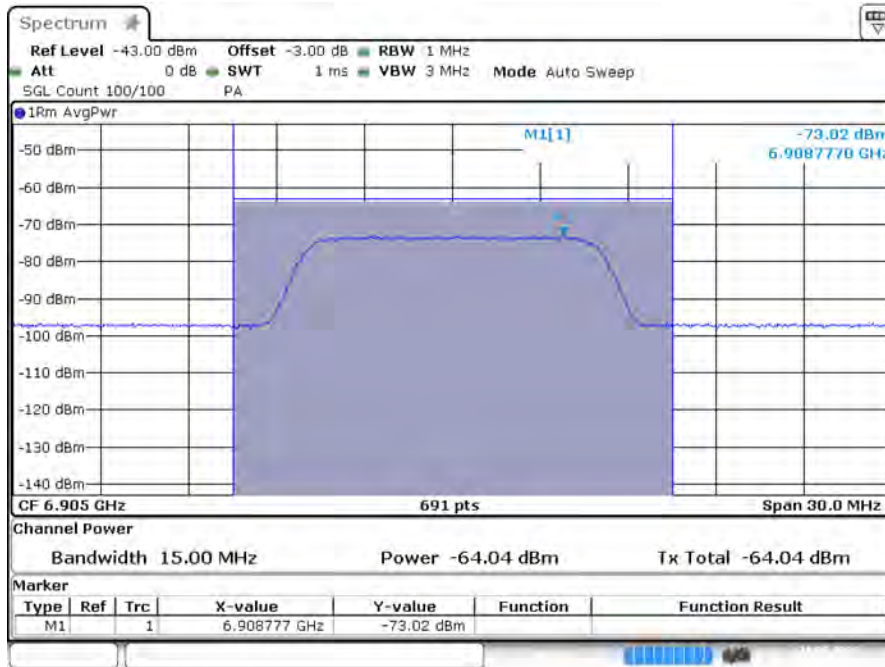 Spectrum
Ref Level -43.00 dBm Offset -3.00 dB RBW 1 MHz
Att 0 dB SWT 1 ms VBW 3 MHz Mode Auto Sweep
SGL Count 100/100 PA
1Rm AvgPwr
M1[1] -73.02 dBm
6.9087770 GHz
-50 dBm
-60 dBm
-70 dBm
-80 dBm
-90 dBm
-100 dBm
-110 dBm
-120 dBm
-130 dBm
-140 dBm
CF 6.905 GHz 691 pts Span 30.0 MHz
Channel Power
Bandwidth 15.00 MHz Power -64.04 dBm Tx Total -64.04 dBm
Marker
Type Ref Trc X-value Y-value Function Function Result
M1 1 6.908777 GHz -73.02 dBm